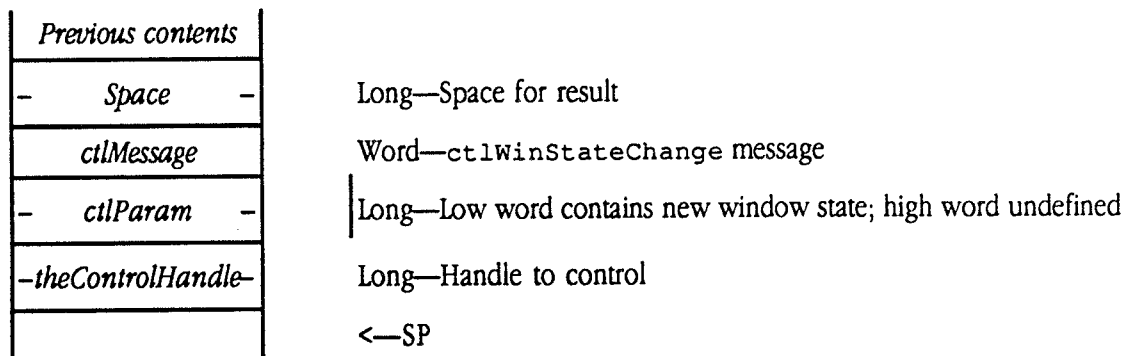 Previous contents
– Space – Long—Space for result
ctlMessage Word—ctlWinStateChange message
– ctlParam – Long—Low word contains new window state; high word undefined
–theControlHandle– Long—Handle to control
<—SP